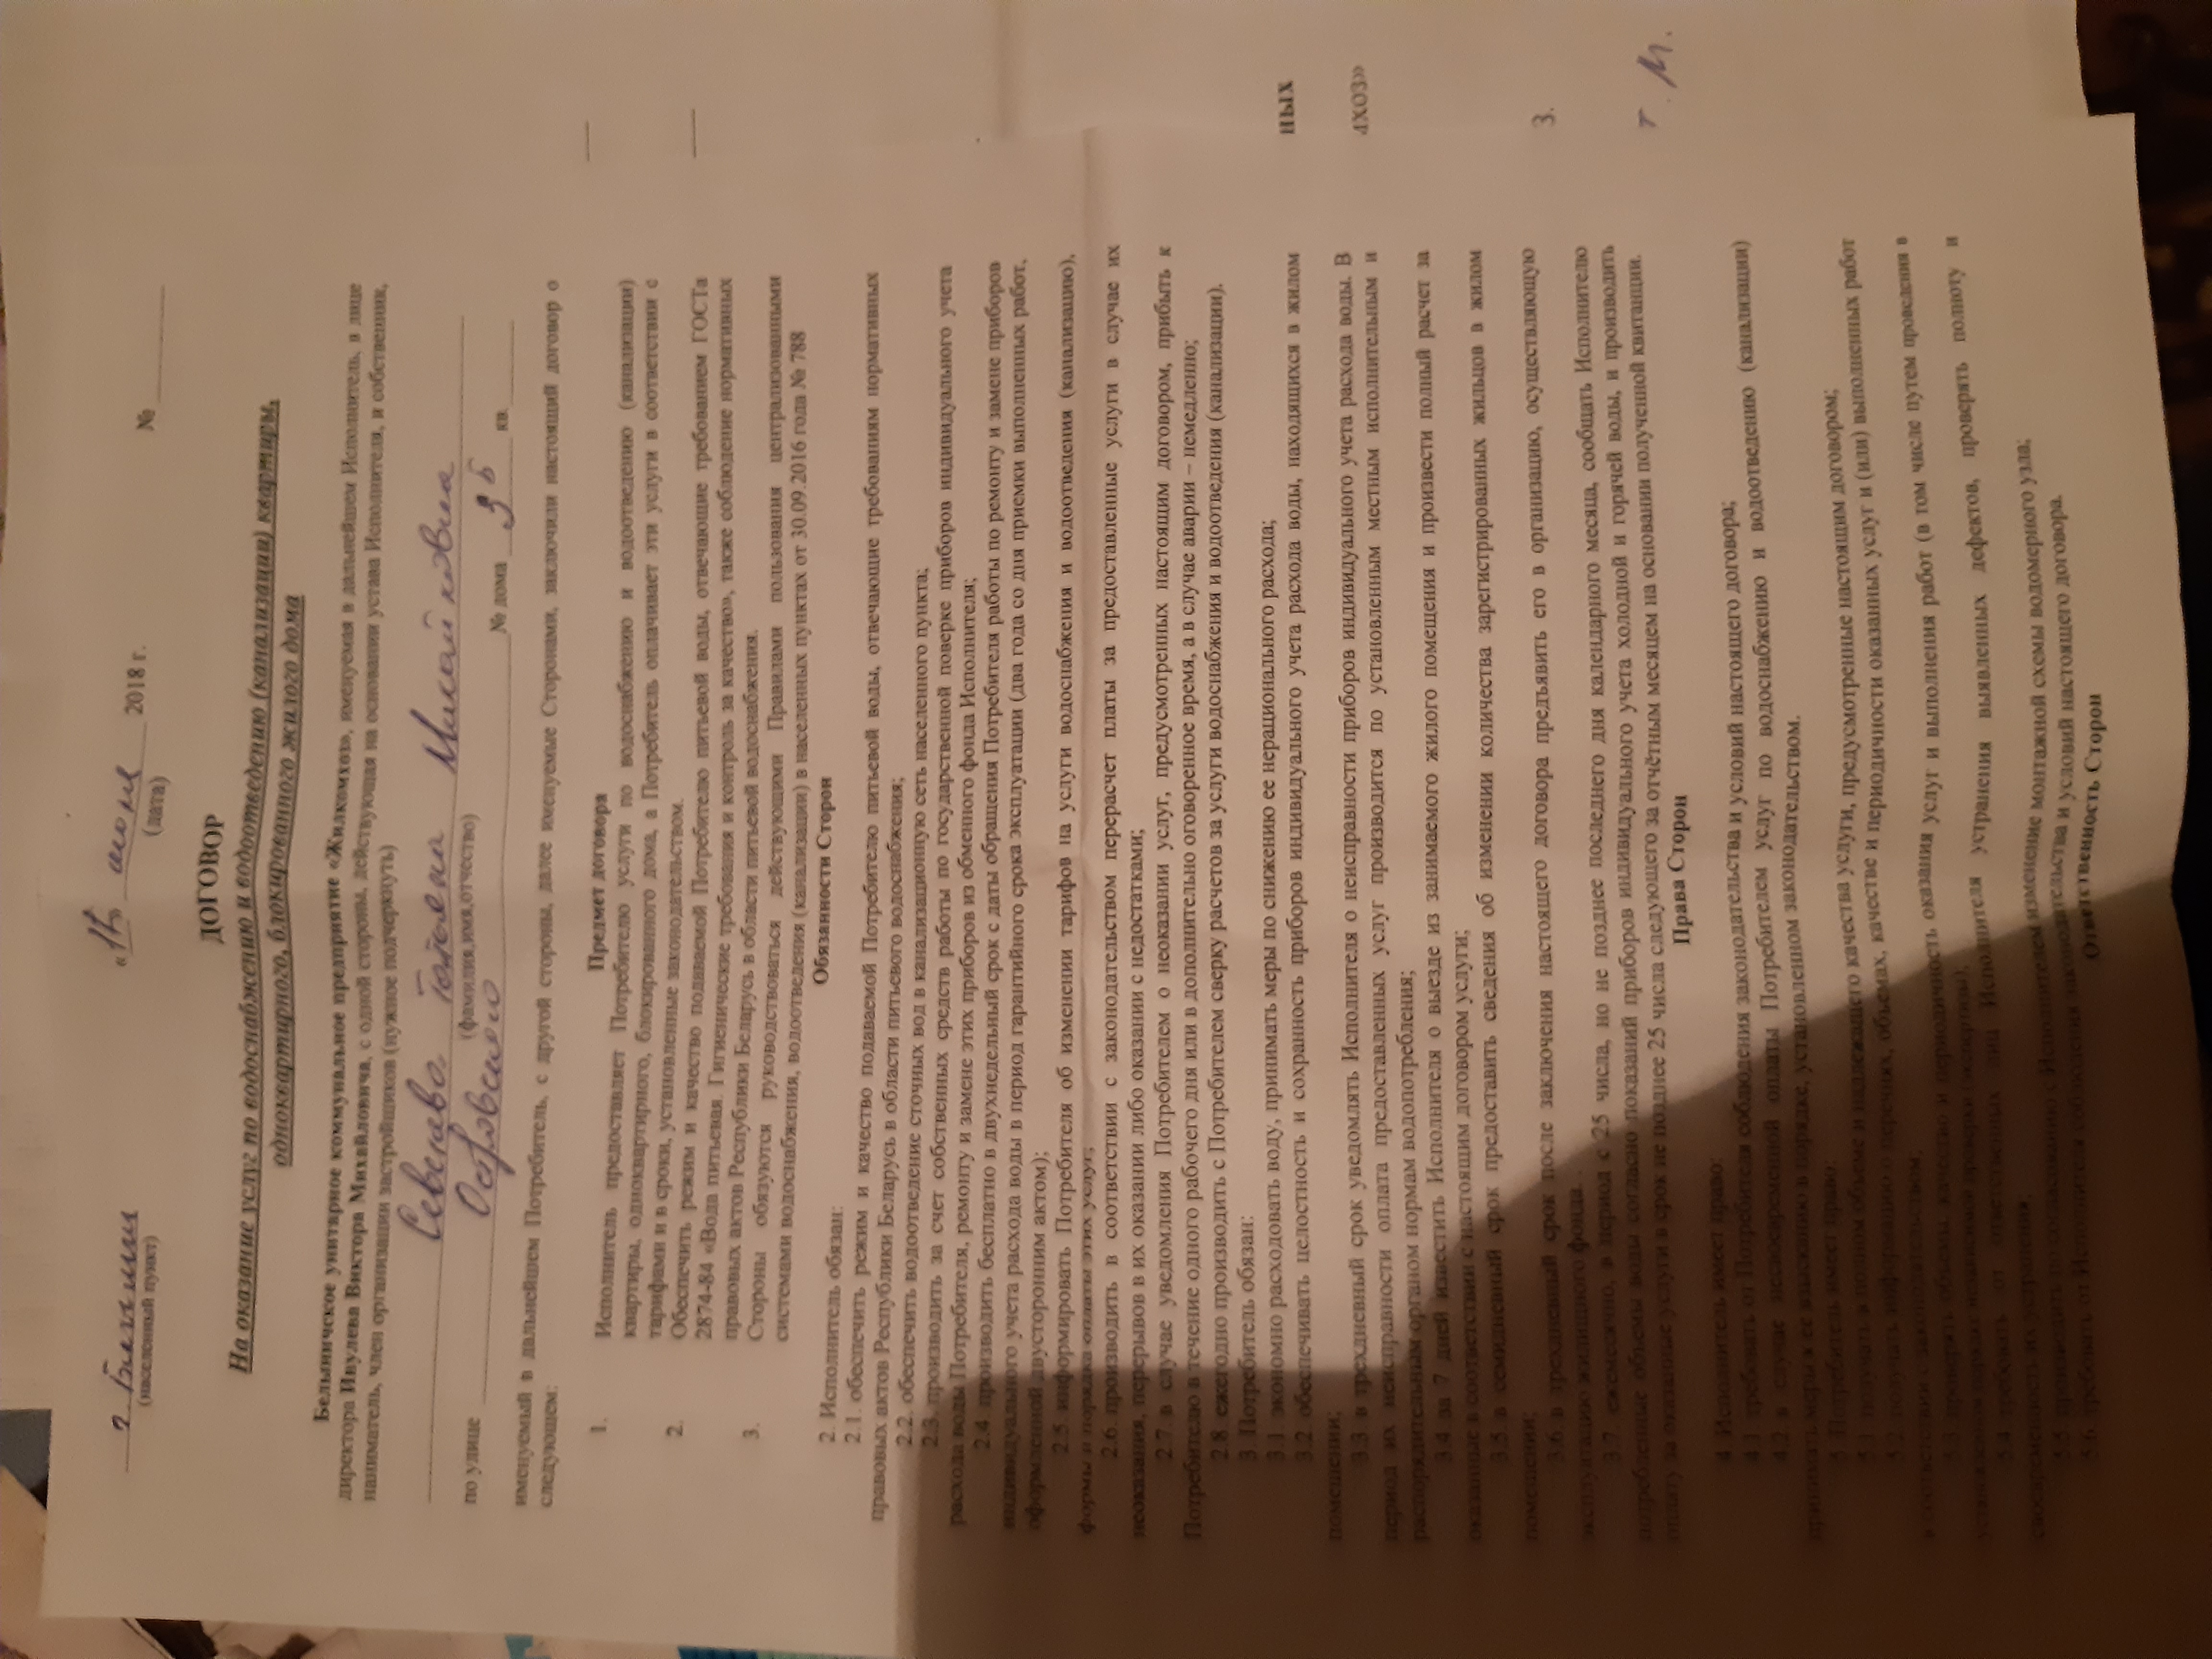 г. Белыничи «15» июня 2018 г. № ____
(населенный пункт) (дата)
ДОГОВОР
На оказание услуг по водоснабжению и водоотведению (канализации) квартиры,
одноквартирного, блокированного жилого дома
Белыничское унитарное коммунальное предприятие «Жилкомхоз», именуемая в дальнейшем Исполнитель, в лице
директора Ивулева Виктора Михайловича, с одной стороны, действующая на основании устава Исполнителя, и собственник,
наниматель, член организации застройщиков (нужное подчеркнуть)
Татьяна Михайловна
(фамилия,имя,отчество)
по улице № дома кв.
именуемый в дальнейшем Потребитель, с другой стороны, далее именуемые Сторонами, заключили настоящий договор о
следующем:
Предмет договора
1. Исполнитель предоставляет Потребителю услуги по водоснабжению и водоотведению (канализации)
квартиры, одноквартирного, блокированного дома, а Потребитель оплачивает эти услуги в соответствии с
тарифами и в сроки, установленные законодательством.
2. Обеспечить режим и качество подаваемой Потребителю питьевой воды, отвечающие требованием ГОСТа
2874-84 «Вода питьевая. Гигиенические требования и контроль за качеством», также соблюдение нормативных
правовых актов Республики Беларусь в области питьевой водоснабжения.
3. Стороны обязуются руководствоваться действующими Правилами пользования централизованными
системами водоснабжения, водоотведения (канализации) в населенных пунктах от 30.09.2016 года № 788
Обязанности Сторон
2. Исполнитель обязан:
2.1. обеспечить режим и качество подаваемой Потребителю питьевой воды, отвечающие требованиям нормативных
правовых актов Республики Беларусь в области питьевого водоснабжения;
2.2. обеспечить водоотведение сточных вод в канализационную сеть населенного пункта;
2.3. производить за счет собственных средств работы по государственной поверке приборов индивидуального учета
расхода воды Потребителя, ремонту и замене этих приборов из обменного фонда Исполнителя;
2.4 производить бесплатно в двухнедельный срок с даты обращения Потребителя работы по ремонту и замене приборов
индивидуального учета расхода воды в период гарантийного срока эксплуатации (два года со дня приемки выполненных работ,
оформленной двусторонним актом);
2.5 информировать Потребителя об изменении тарифов на услуги водоснабжения и водоотведения (канализацию),
формы и порядка оплаты этих услуг;
2.6. производить в соответствии с законодательством перерасчет платы за предоставленные услуги в случае их
неоказания, перерывов в их оказании либо оказании с недостатками;
2.7 в случае уведомления Потребителем о неоказании услуг, предусмотренных настоящим договором, прибыть к
Потребителю в течение одного рабочего дня или в дополнительно оговоренное время, а в случае аварии – немедленно;
2.8 ежегодно производить с Потребителем сверку расчетов за услуги водоснабжения и водоотведения (канализации).
3 Потребитель обязан:
3.1 экономно расходовать воду, принимать меры по снижению ее нерационального расхода;
3.2 обеспечивать целостность и сохранность приборов индивидуального учета расхода воды, находящихся в жилом
помещении;
3.3 в трехдневный срок уведомлять Исполнителя о неисправности приборов индивидуального учета расхода воды. В
период их неисправности оплата предоставленных услуг производится по установленным местным исполнительным и
распорядительным органом нормам водопотребления;
3.4 за 7 дней известить Исполнителя о выезде из занимаемого жилого помещения и произвести полный расчет за
оказанные в соответствии с настоящим договором услуги;
3.5 в семидневный срок предоставить сведения об изменении количества зарегистрированных жильцов в жилом
помещении;
3.6 в трехдневный срок после заключения настоящего договора предъявить его в организацию, осуществляющую
эксплуатацию жилищного фонда.
3.7 ежемесячно, в период с 25 числа, но не позднее последнего дня календарного месяца, сообщать Исполнителю
потребленные объемы воды согласно показаний приборов индивидуального учета холодной и горячей воды, и производить
оплату за оказанные услуги в срок не позднее 25 числа следующего за отчётным месяцем на основании полученной квитанции.
Права Сторон
4 Исполнитель имеет право:
4.1 требовать от Потребителя соблюдения законодательства и условий настоящего договора;
4.2 в случае несвоевременной оплаты Потребителем услуг по водоснабжению и водоотведению (канализации)
принимать меры к ее взысканию в порядке, установленном законодательством.
5 Потребитель имеет право:
5.1 получать в полном объеме и надлежащего качества услуги, предусмотренные настоящим договором;
5.2 получать информацию о перечнях, объемах, качестве и периодичности оказанных услуг и (или) выполненных работ
в соответствии с законодательством;
5.3 проверять объемы, качество и периодичность оказания услуг и выполнения работ (в том числе путем проведения в
5.4 требовать от ответственных лиц Исполнителя устранения выявленных дефектов, проверять полноту и
своевременность их устранения;
5.5 производить по согласованию с Исполнителем изменение монтажной схемы водомерного узла;
5.6 требовать от Исполнителя соблюдения законодательства и условий настоящего договора.
Ответственность Сторон
ных
4хоз»
3.